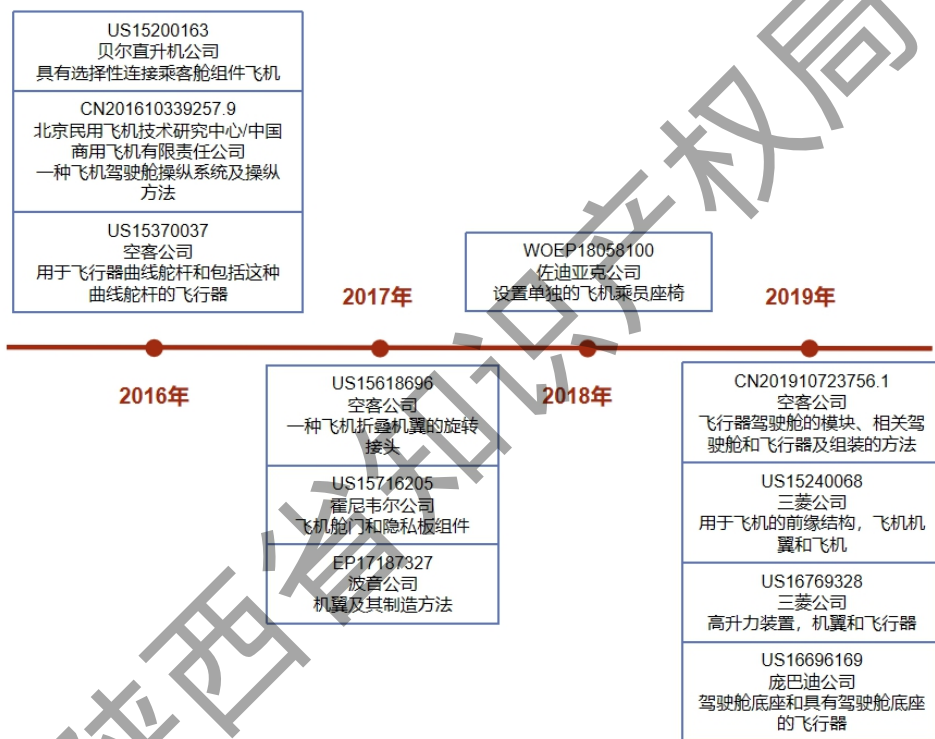 US15200163
贝尔直升机公司
具有选择性连接乘客舱组件飞机
CN201610339257.9
北京民用飞机技术研究中心/中国
商用飞机有限责任公司
一种飞机驾驶舱操纵系统及操纵
方法
US15370037
空客公司
用于飞行器曲线舵杆和包括这种
曲线舵杆的飞行器
2017年
WOEP18058100
佐迪亚克公司
设置单独的飞机乘员座椅
2019年
2016年
US15618696
空客公司
一种飞机折叠机翼的旋转
接头
US15716205
霍尼韦尔公司
飞机舱门和隐私板组件
EP17187327
波音公司
机翼及其制造方法
2018年
CN201910723756.1
空客公司
飞行器驾驶舱的模块、相关驾
驶舱和飞行器及组装的方法
US15240068
三菱公司
用于飞机的前缘结构，飞机机
翼和飞机
US16769328
三菱公司
高升力装置，机翼和飞行器
US16696169
庞巴迪公司
驾驶舱底座和具有驾驶舱底座
的飞行器
陕西省知识产权局